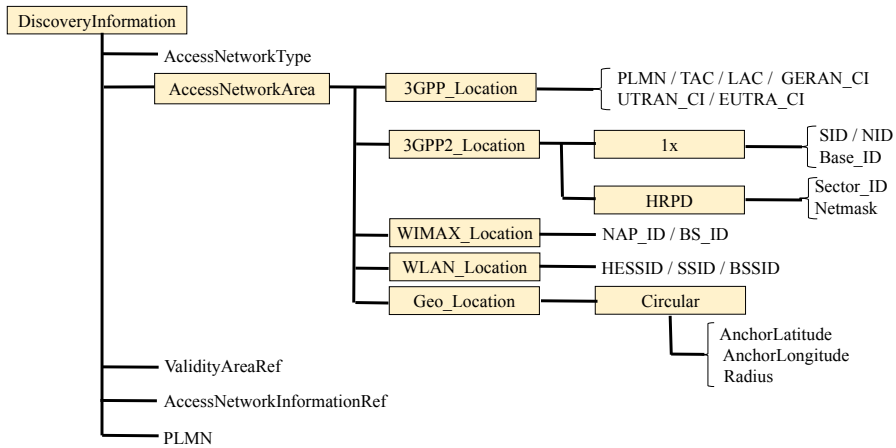 DiscoveryInformation
AccessNetworkType
AccessNetworkArea
3GPP_Location
PLMN / TAC / LAC / GERAN_CI
UTRAN_CI / EUTRA_CI
3GPP2_Location
1x
SID / NID
Base_ID
HRPD
Sector_ID
Netmask
WIMAX_Location
NAP_ID / BS_ID
WLAN_Location
HESSID / SSID / BSSID
Geo_Location
Circular
AnchorLatitude
AnchorLongitude
Radius
ValidityAreaRef
AccessNetworkInformationRef
PLMN